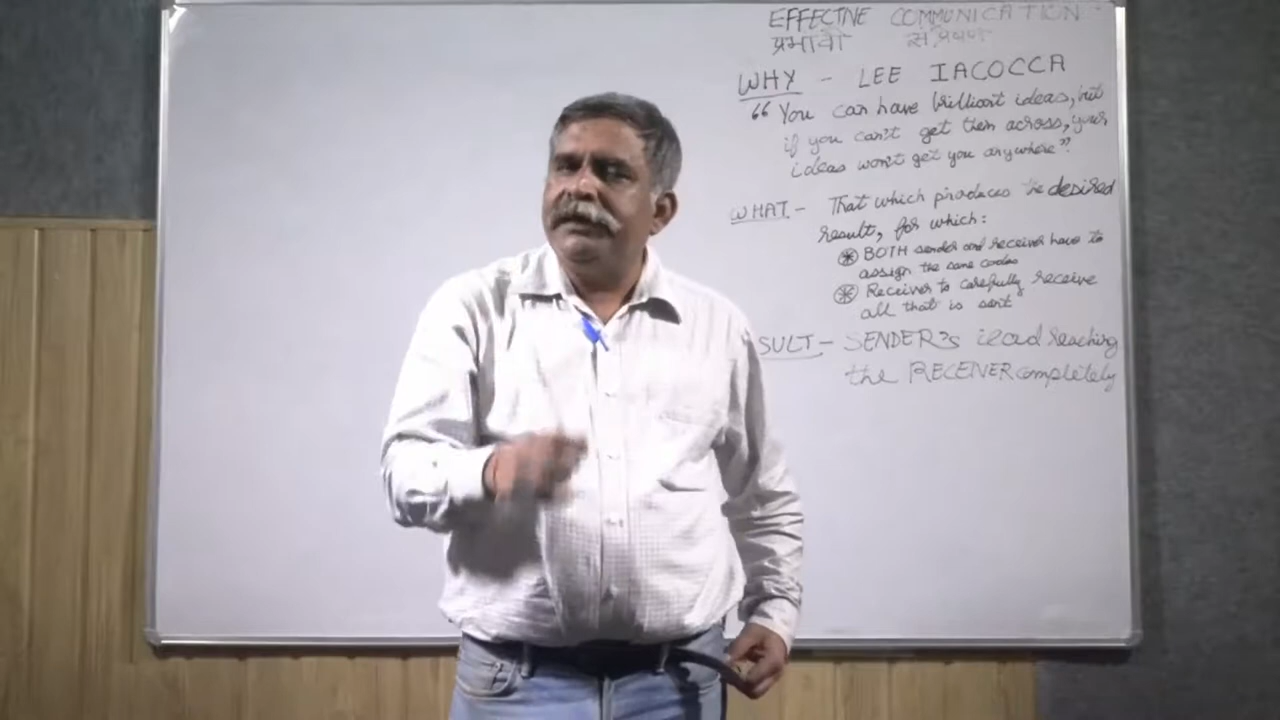 EFFECTIVE COMMUNICATION
प्रभावी संप्रेषण
WHY - LEE IACOCCA
“You can have brilliant ideas, but
if you can't get them across, your
ideas won't get you anywhere”
WHAT - That which produces the desired
result, for which:
BOTH sender and receiver have to
assign the same codes
Receiver to carefully receive
all that is sent
SULT - SENDER's reaching
the RECEIVER completely